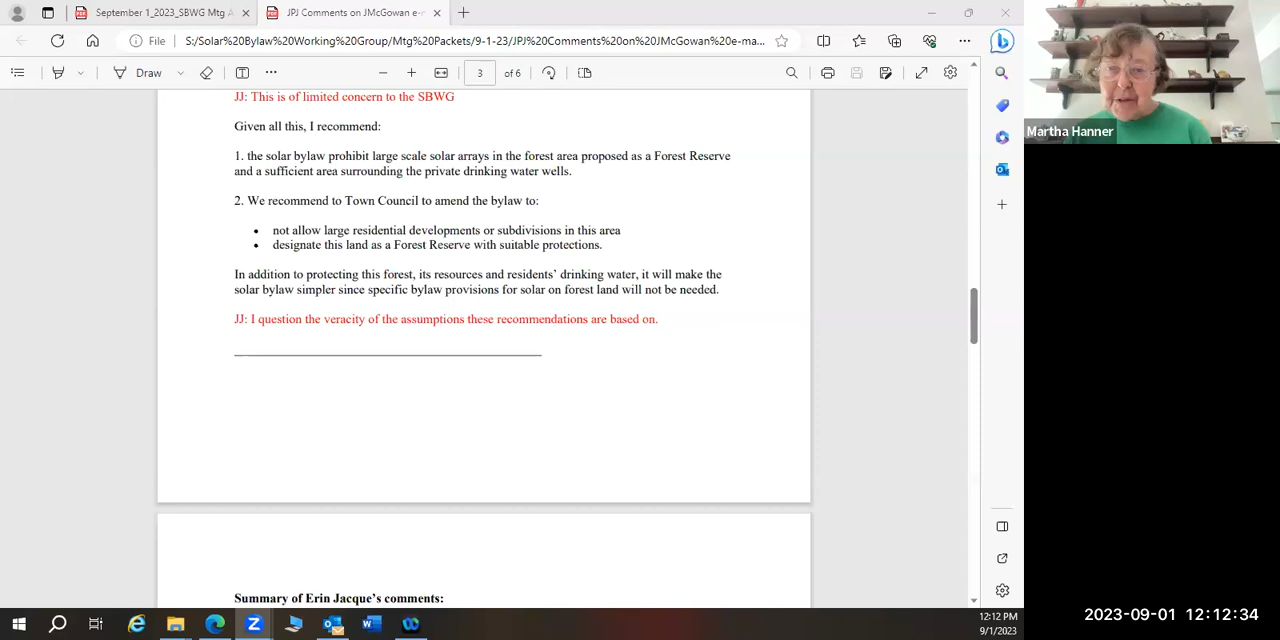 September 1_2023_SBWG Mtg A
JPJ Comments on JMcGowan e-m
File
S:/Solar%20Bylaw%20Working%20Group/Mtg%20Packets/9-1-23/JPJ%20Comments%20on%20JMcGowan%20e-ma...
Draw
3
of 6
JJ: This is of limited concern to the SBWG
Given all this, I recommend:
1. the solar bylaw prohibit large scale solar arrays in the forest area proposed as a Forest Reserve
and a sufficient area surrounding the private drinking water wells.
2. We recommend to Town Council to amend the bylaw to:
• not allow large residential developments or subdivisions in this area
• designate this land as a Forest Reserve with suitable protections.
In addition to protecting this forest, its resources and residents’ drinking water, it will make the
solar bylaw simpler since specific bylaw provisions for solar on forest land will not be needed.
JJ: I question the veracity of the assumptions these recommendations are based on.
Summary of Erin Jacque’s comments:
Martha Hanner
12:12 PM
9/1/2023
2023-09-01 12:12:34